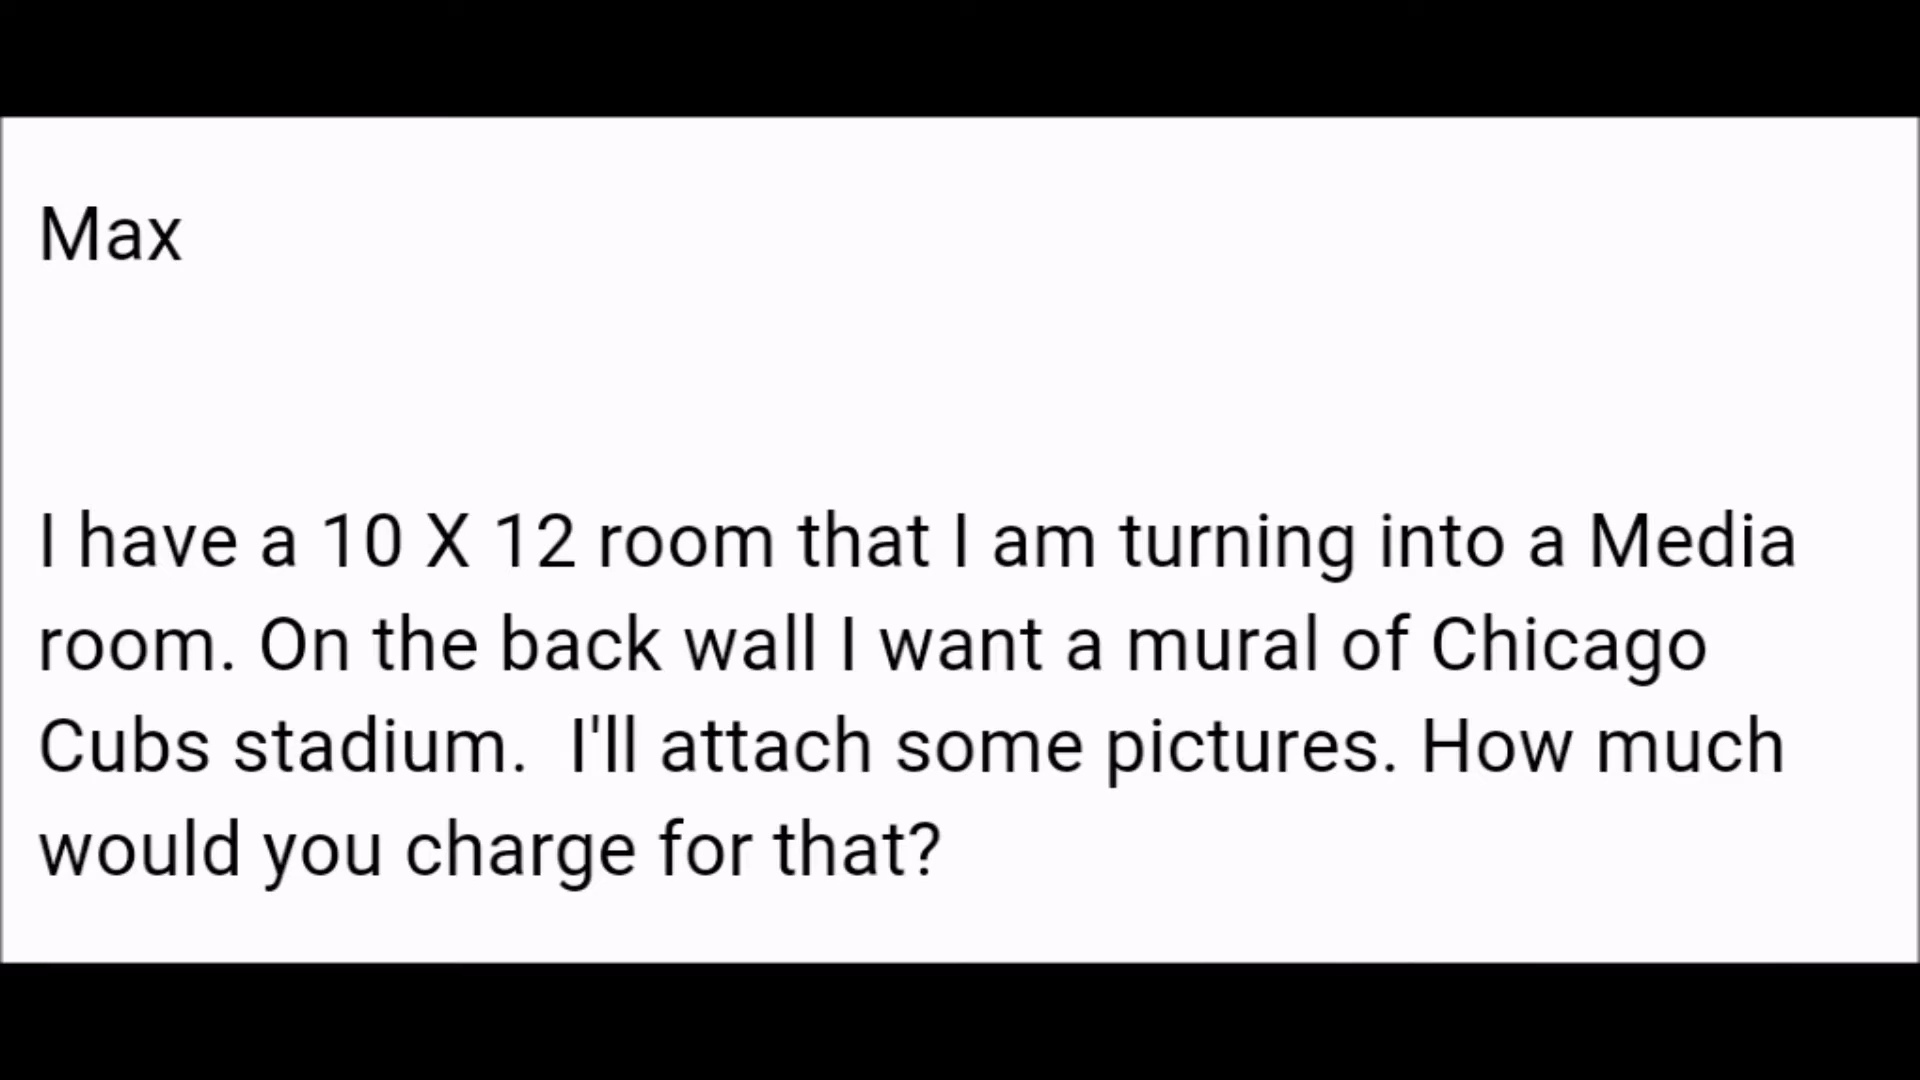 Max
I have a 10 X 12 room that I am turning into a Media
room. On the back wall I want a mural of Chicago
Cubs stadium.  I'll attach some pictures. How much
would you charge for that?